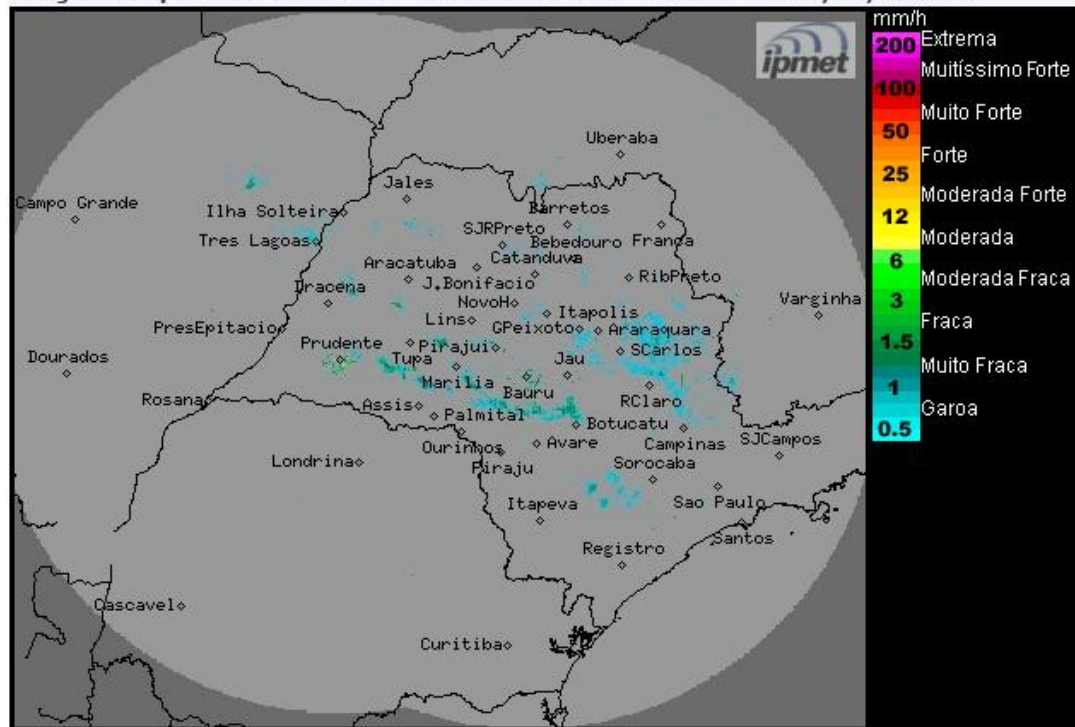 mm/h
200 Extrema
Muitíssimo Forte
100
Muito Forte
50
Forte
25
Moderada Forte
12
Moderada
6
Moderada Fraca
3
Fraca
1.5
Muito Fraca
1
Garoa
0.5
ipmet
Uberaba
Jales
Campo Grande
Ilha Solteira
Barretos
SJRPreto
Franca
Tres Lagoas
Bebedouro
Catanduva
Aracatuba
RibPreto
Dracena
J.Bonifacio
NovoH
Varginha
Itapolis
Lins
PresEpitacio
GPeixoto
Araraquara
Prudente
Pirajui
SCarlos
Dourados
Tupa
Jau
Marilia
Bauru
Rosana
Assis
RClaro
Palmital
Botucatu
Ourinhos
Avare
Campinas
SJCampos
Londrina
Piraju
Sorocaba
Itapeva
Sao Paulo
Santos
Registro
Cascavel
Curitiba